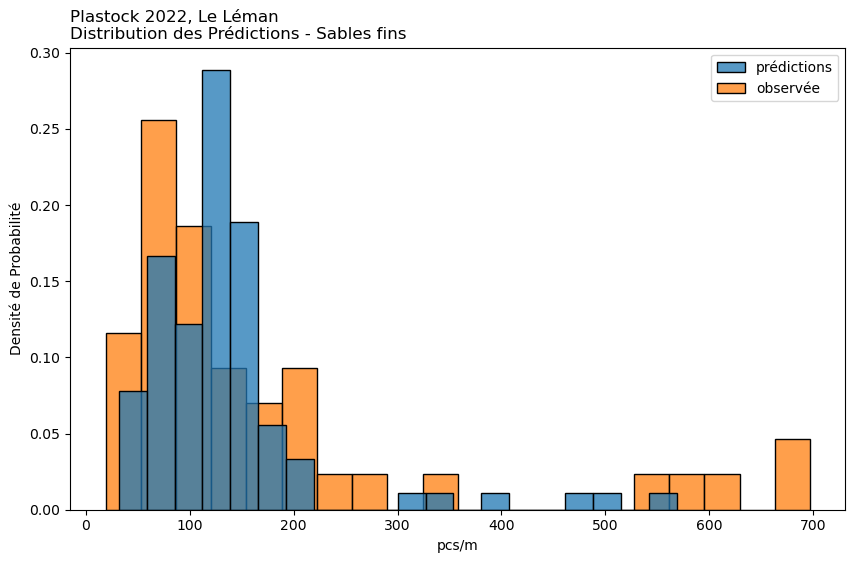 Plastock 2022, Le Léman
Distribution des Prédictions - Sables fins
prédictions
observée
Densité de Probabilité
0.30
0.25
0.20
0.15
0.10
0.05
0.00
0 100 200 300 400 500 600 700
pcs/m